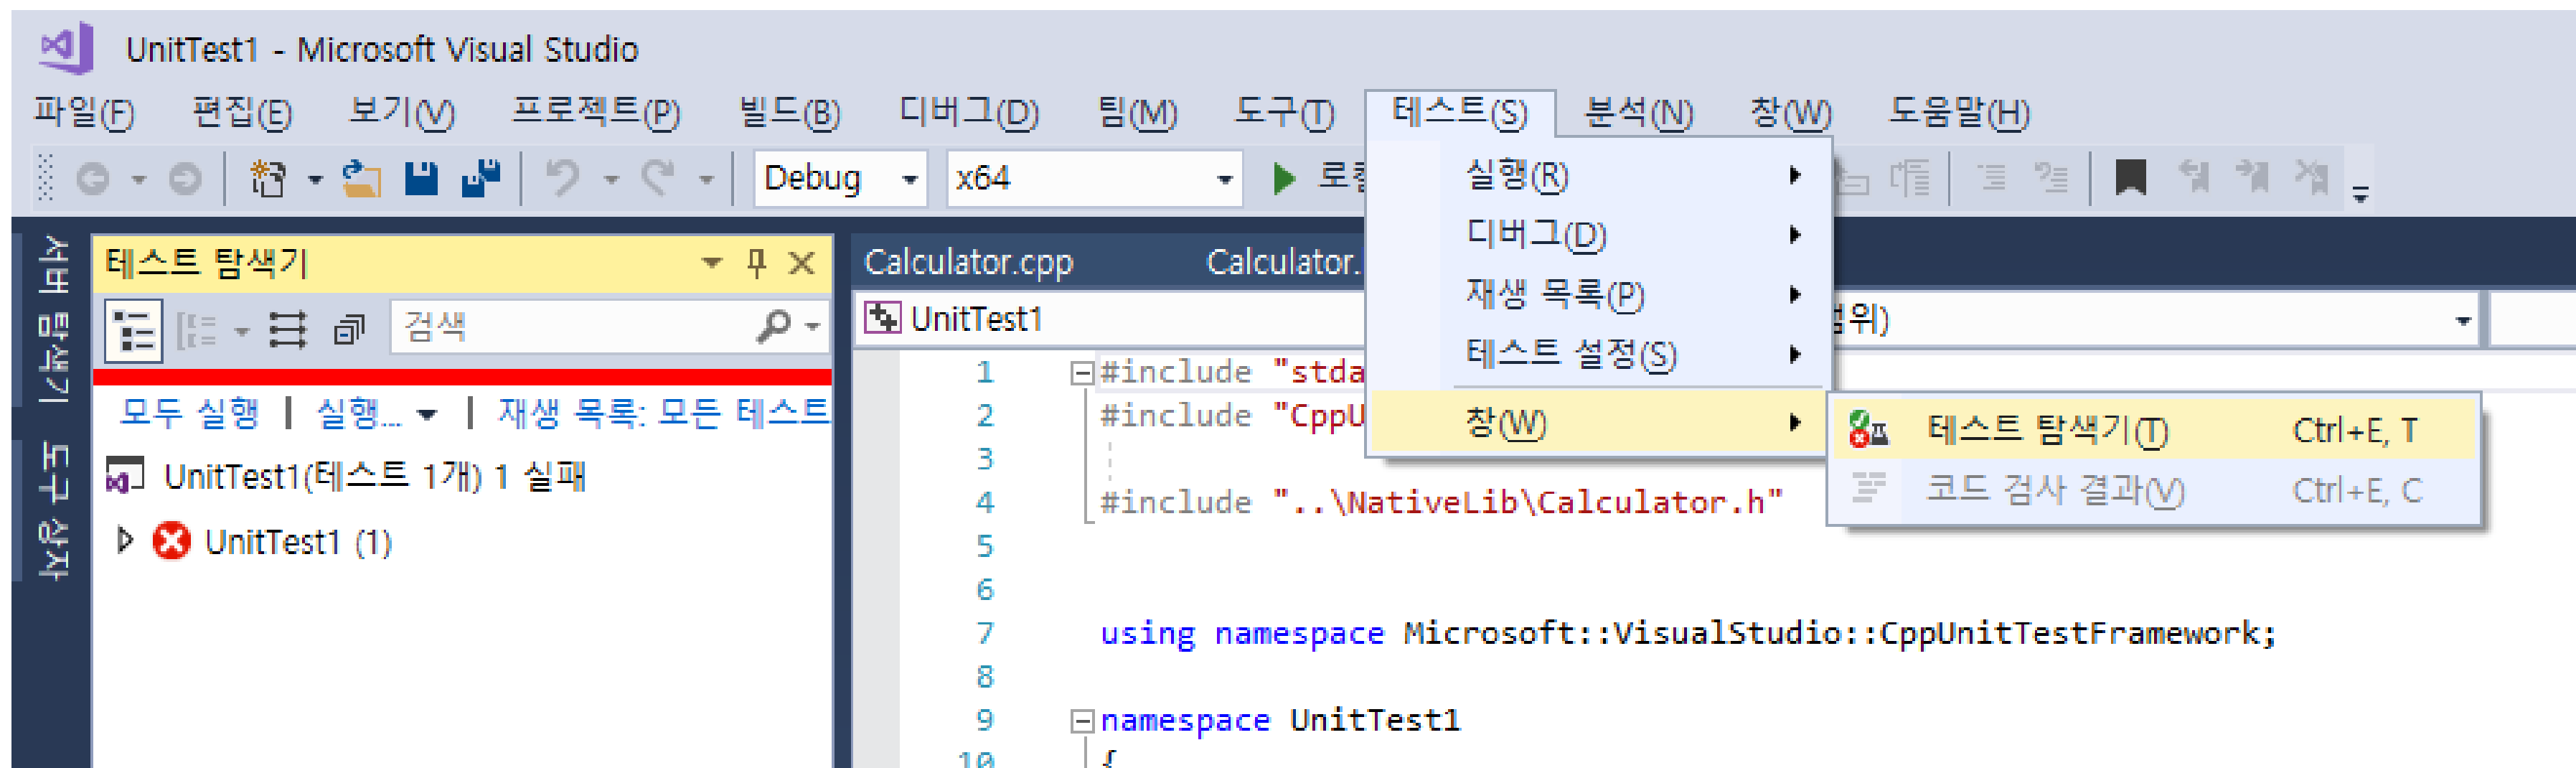 UnitTest1 - Microsoft Visual Studio
파일(F) 편집(E) 보기(V) 프로젝트(P) 빌드(B) 디버그(D) 팀(M) 도구(T) 테스트(S) 분석(N) 창(W) 도움말(H)
Debug x64
실행(R)
디버그(D)
재생 목록(P)
테스트 설정(S)
창(W)
테스트 탐색기(T) Ctrl+E, T
코드 검사 결과(V) Ctrl+E, C
서버 탐색기
도구 상자
테스트 탐색기
검색
모두 실행 | 실행... | 재생 목록: 모든 테스트
UnitTest1(테스트 1개) 1 실패
UnitTest1 (1)
Calculator.cpp Calculator.
UnitTest1
1 #include "stda
2 #include "CppU
3
4 #include "..\NativeLib\Calculator.h"
5
6
7 using namespace Microsoft::VisualStudio::CppUnitTestFramework;
8
9 namespace UnitTest1
10 {